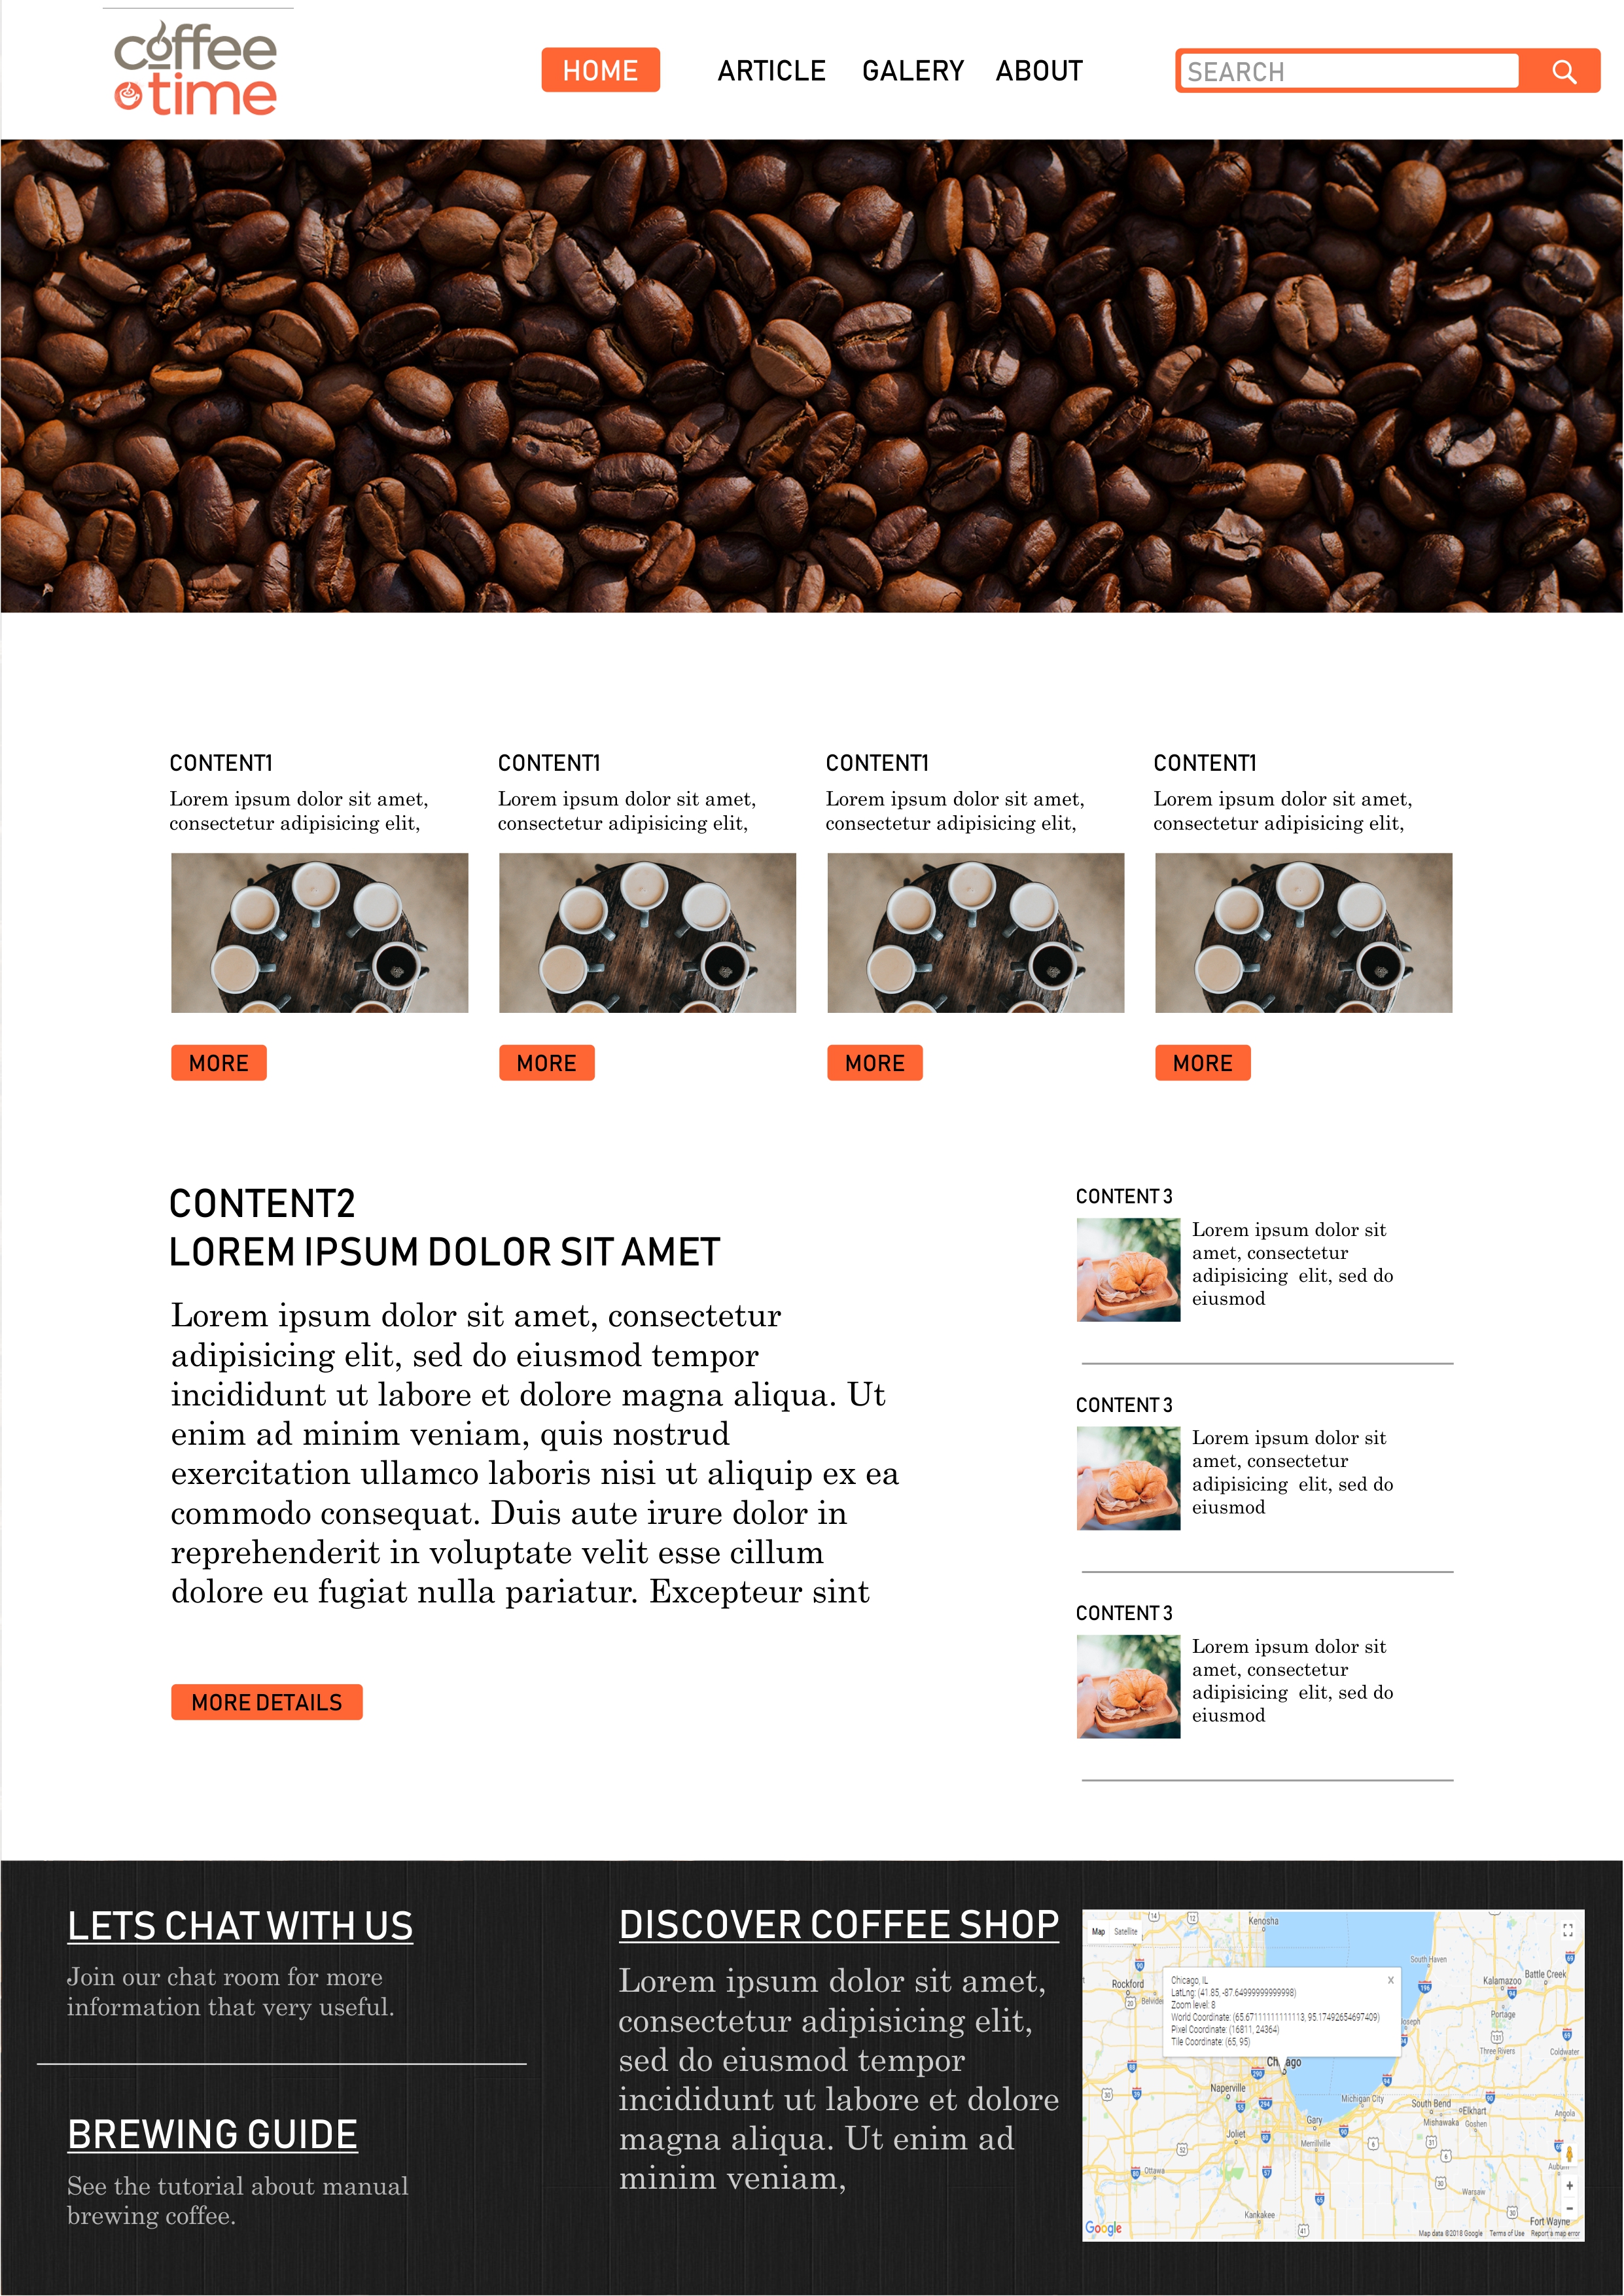 coffee
time
HOME
ARTICLE
GALERY
ABOUT
SEARCH
CONTENT1
Lorem ipsum dolor sit amet,
consectetur adipisicing elit,
MORE
CONTENT1
Lorem ipsum dolor sit amet,
consectetur adipisicing elit,
MORE
CONTENT1
Lorem ipsum dolor sit amet,
consectetur adipisicing elit,
MORE
CONTENT1
Lorem ipsum dolor sit amet,
consectetur adipisicing elit,
MORE
CONTENT2
LOREM IPSUM DOLOR SIT AMET
Lorem ipsum dolor sit amet, consectetur
adipisicing elit, sed do eiusmod tempor
incididunt ut labore et dolore magna aliqua. Ut
enim ad minim veniam, quis nostrud
exercitation ullamco laboris nisi ut aliquip ex ea
commodo consequat. Duis aute irure dolor in
reprehenderit in voluptate velit esse cillum
dolore eu fugiat nulla pariatur. Excepteur sint
MORE DETAILS
CONTENT 3
Lorem ipsum dolor sit
amet, consectetur
adipisicing elit, sed do
eiusmod
CONTENT 3
Lorem ipsum dolor sit
amet, consectetur
adipisicing elit, sed do
eiusmod
CONTENT 3
Lorem ipsum dolor sit
amet, consectetur
adipisicing elit, sed do
eiusmod
LETS CHAT WITH US
Join our chat room for more
information that very useful.
BREWING GUIDE
See the tutorial about manual
brewing coffee.
DISCOVER COFFEE SHOP
Lorem ipsum dolor sit amet,
consectetur adipisicing elit,
sed do eiusmod tempor
incididunt ut labore et dolore
magna aliqua. Ut enim ad
minim veniam,
Map
Satellite
Kenosha
Rockford
South Haven
Kalamazoo
Battle Creek
Portage
Three Rivers
Coldwater
Chicago, IL
LatLng: (41.85, -87.64999999999998)
Zoom level: 8
World Coordinate: (65.67111111111113, 95.17492654697409)
Pixel Coordinate: (16811, 24364)
Tile Coordinate: (65, 95)
Naperville
Joliet
Gary
Merrillville
Michigan City
South Bend
Elkhart
Mishawaka
Goshen
Angola
Ottawa
Kankakee
Warsaw
Fort Wayne
Google
Map data ©2018 Google
Terms of Use
Report a map error